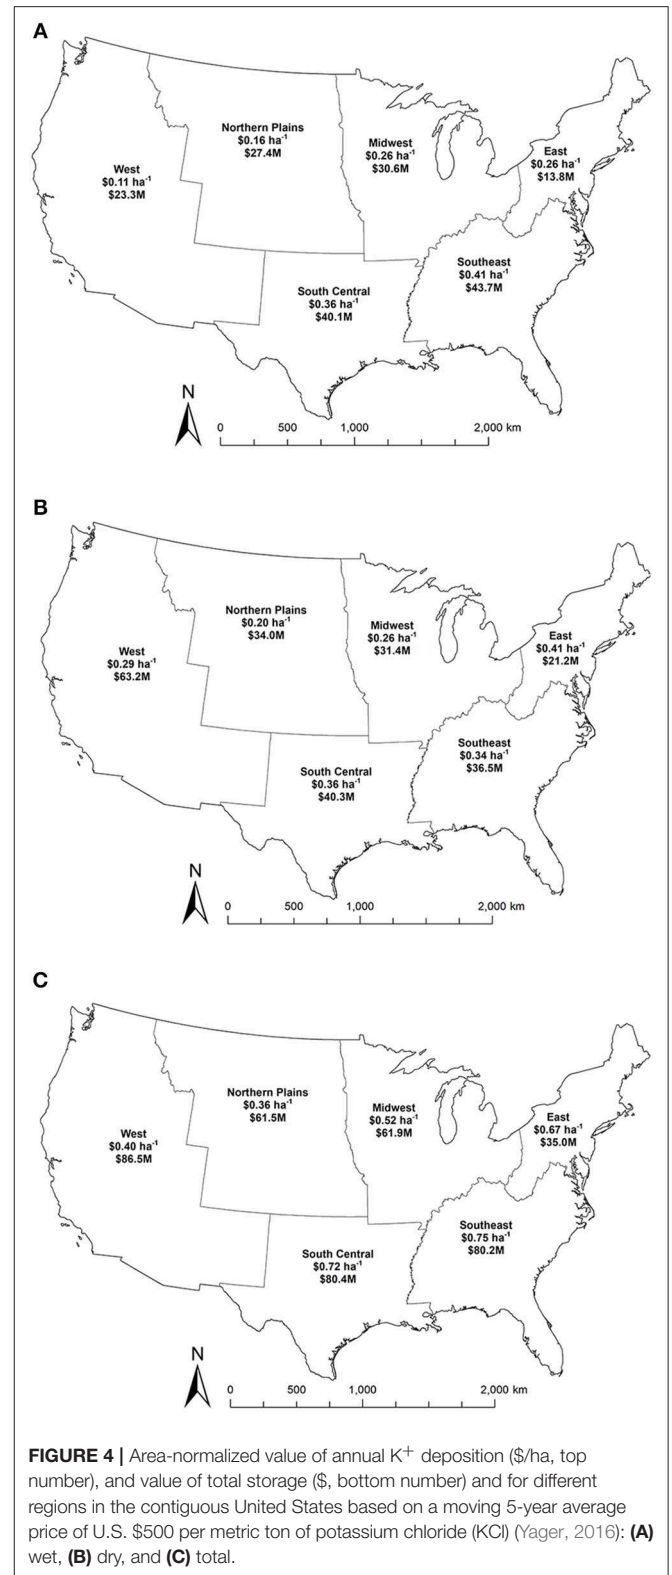 A
Northern Plains
$0.16 ha⁻¹
$27.4M
Midwest
$0.26 ha⁻¹
$30.6M
East
$0.26 ha⁻¹
$13.8M
West
$0.11 ha⁻¹
$23.3M
Southeast
$0.41 ha⁻¹
$43.7M
South Central
$0.36 ha⁻¹
$40.1M
N
0 500 1,000 2,000 km
B
Northern Plains
$0.20 ha⁻¹
$34.0M
Midwest
$0.26 ha⁻¹
$31.4M
East
$0.41 ha⁻¹
$21.2M
West
$0.29 ha⁻¹
$63.2M
Southeast
$0.34 ha⁻¹
$36.5M
South Central
$0.36 ha⁻¹
$40.3M
N
0 500 1,000 2,000 km
C
Northern Plains
$0.36 ha⁻¹
$61.5M
Midwest
$0.52 ha⁻¹
$61.9M
East
$0.67 ha⁻¹
$35.0M
West
$0.40 ha⁻¹
$86.5M
Southeast
$0.75 ha⁻¹
$80.2M
South Central
$0.72 ha⁻¹
$80.4M
N
0 500 1,000 2,000 km
FIGURE 4 | Area-normalized value of annual K⁺ deposition ($/ha, top
number), and value of total storage ($, bottom number) and for different
regions in the contiguous United States based on a moving 5-year average
price of U.S. $500 per metric ton of potassium chloride (KCl) (Yager, 2016): (A)
wet, (B) dry, and (C) total.